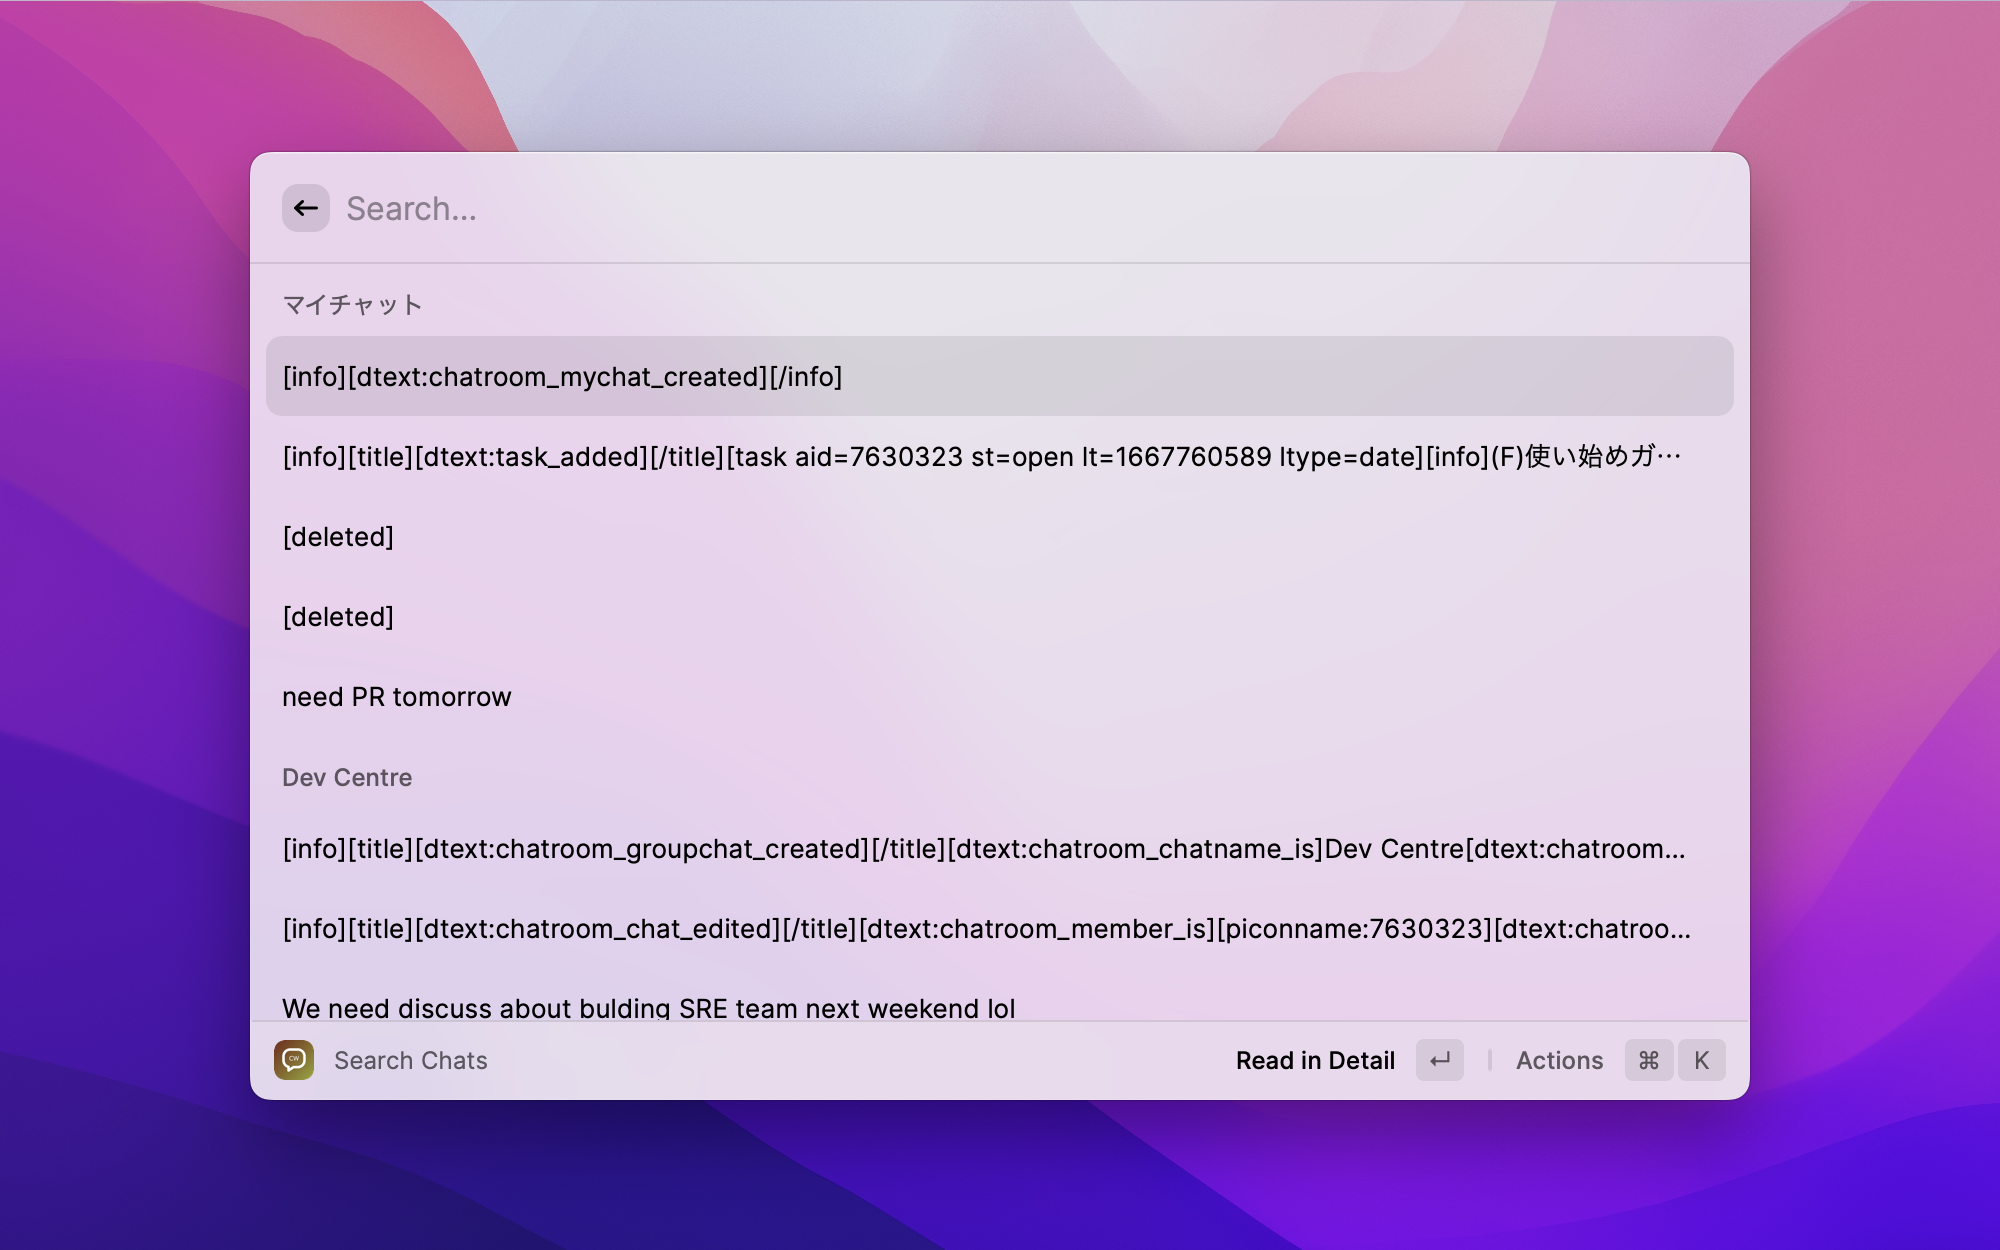 Search...
マイチャット
[info][dtext:chatroom_mychat_created][/info]
[info][title][dtext:task_added][/title][task aid=7630323 st=open lt=1667760589 ltype=date][info](F)使い始めガ…
[deleted]
[deleted]
need PR tomorrow
Dev Centre
[info][title][dtext:chatroom_groupchat_created][/title][dtext:chatroom_chatname_is]Dev Centre[dtext:chatroom...
[info][title][dtext:chatroom_chat_edited][/title][dtext:chatroom_member_is][piconname:7630323][dtext:chatroo...
We need discuss about bulding SRE team next weekend lol
CW Search Chats Read in Detail ↵ Actions ⌘ K